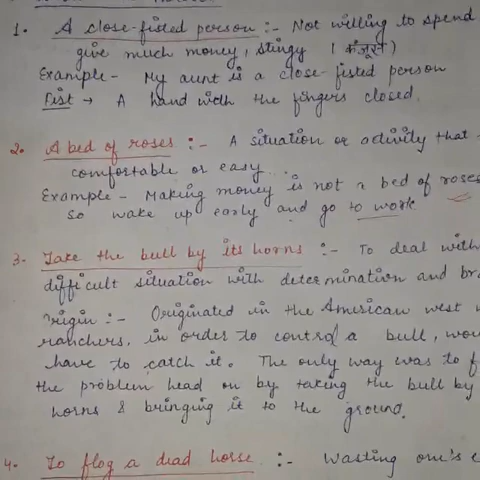 1. A close-fisted person :- Not willing to spend
give much money, stingy ( कंजूस )
Example - My aunt is a close-fisted person
Fist → A hand with the fingers closed.
2. A bed of roses :- A situation or activity that
comfortable or easy.
Example - Making money is not a bed of roses
so wake up early and go to work
3. Take the bull by its horns :- To deal with
difficult situation with determination and
rigin :- Originated in the American west
ranchers, in order to control a bull,
have to catch it. The only way was to
the problem head on by taking the bull by
horns & bringing it to the ground.
4. To flog a dead horse :- Wasting one's